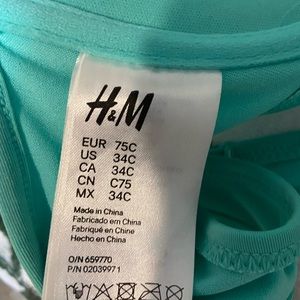 H&M
EUR 75C
US 34C
CA 34C
CN C75
MX 34C
Made in China
Fabricado em China
Fabriqué en Chine
Hecho en China
O/N 659770
P/N 02039971